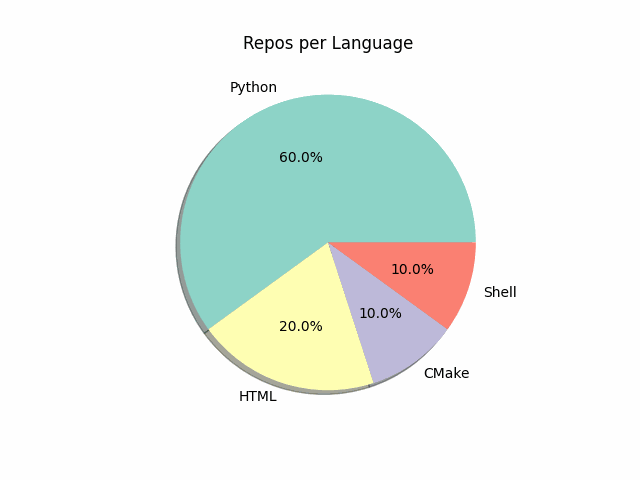 Repos per Language
Python
60.0%
10.0%
Shell
10.0%
20.0%
CMake
HTML